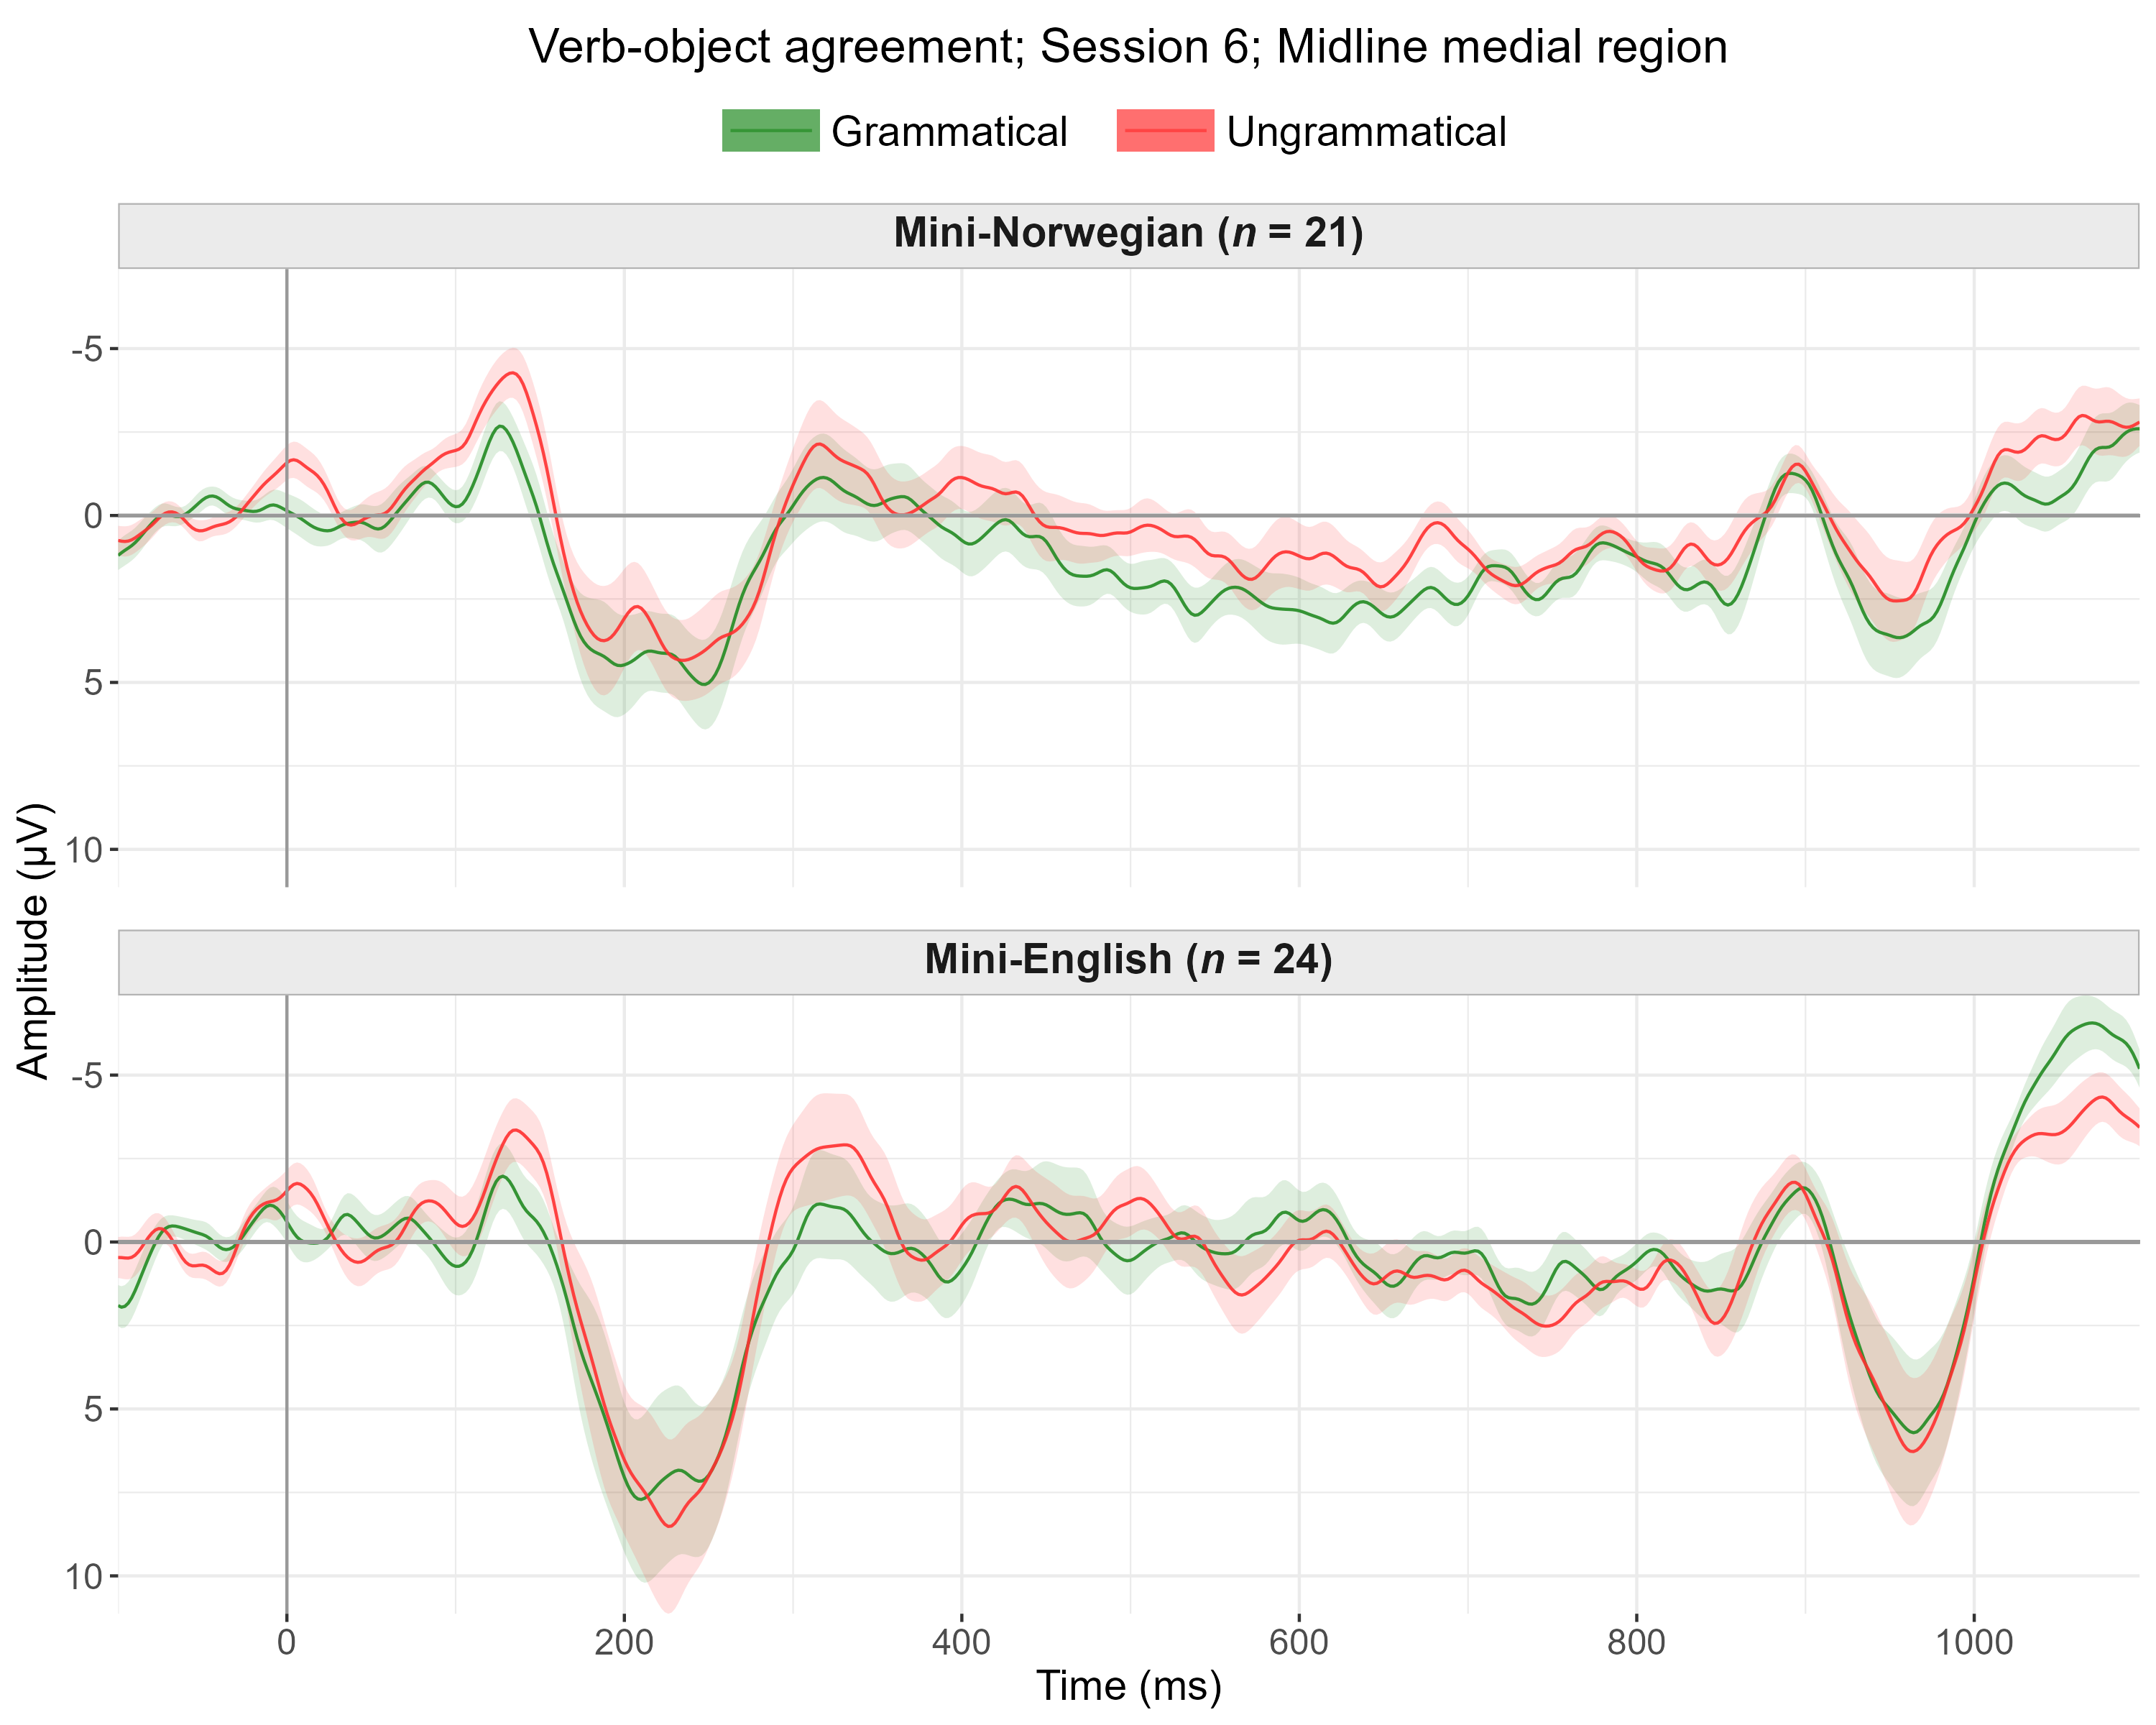 Verb-object agreement; Session 6; Midline medial region
Grammatical
Ungrammatical
Mini-Norwegian (n = 21)
-5
0
5
10
Mini-English (n = 24)
-5
0
5
10
Amplitude (µV)
0 200 400 600 800 1000
Time (ms)